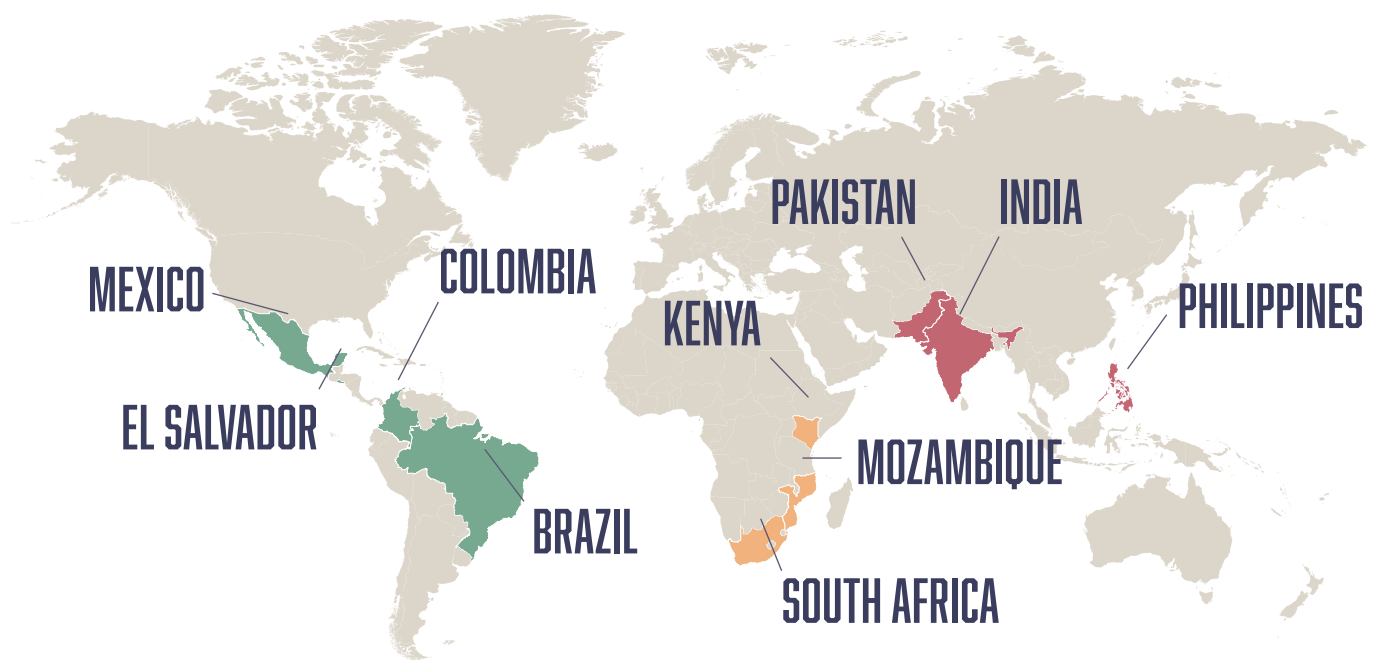 PAKISTAN
INDIA
COLOMBIA
MEXICO
PHILIPPINES
KENYA
EL SALVADOR
MOZAMBIQUE
BRAZIL
SOUTH AFRICA